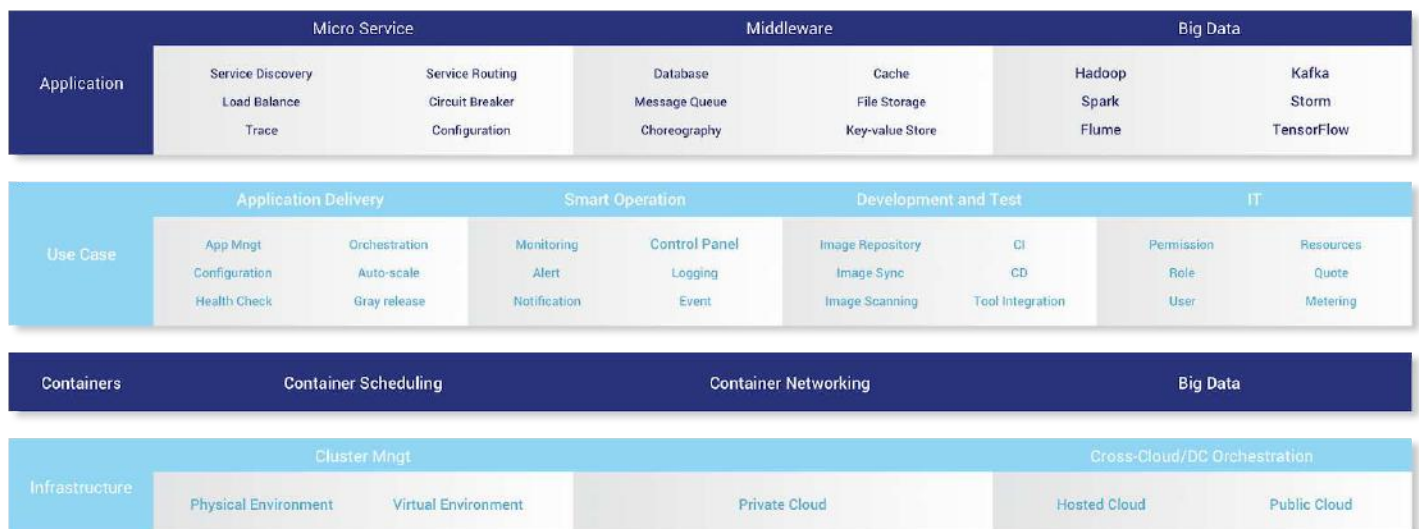 Micro Service Middleware Big Data
Application
Service Discovery Service Routing Database Cache Hadoop Kafka
Load Balance Circuit Breaker Message Queue File Storage Spark Storm
Trace Configuration Choreography Key-value Store Flume TensorFlow
Application Delivery Smart Operation Development and Test IT
Use Case
App Mngt Orchestration Monitoring Control Panel Image Repository CI Permission Resources
Configuration Auto-scale Alert Logging Image Sync CD Role Quote
Health Check Gray release Notification Event Image Scanning Tool Integration User Metering
Containers Container Scheduling Container Networking Big Data
Cluster Mngt Cross-Cloud/DC Orchestration
Infrastructure
Physical Environment Virtual Environment Private Cloud Hosted Cloud Public Cloud